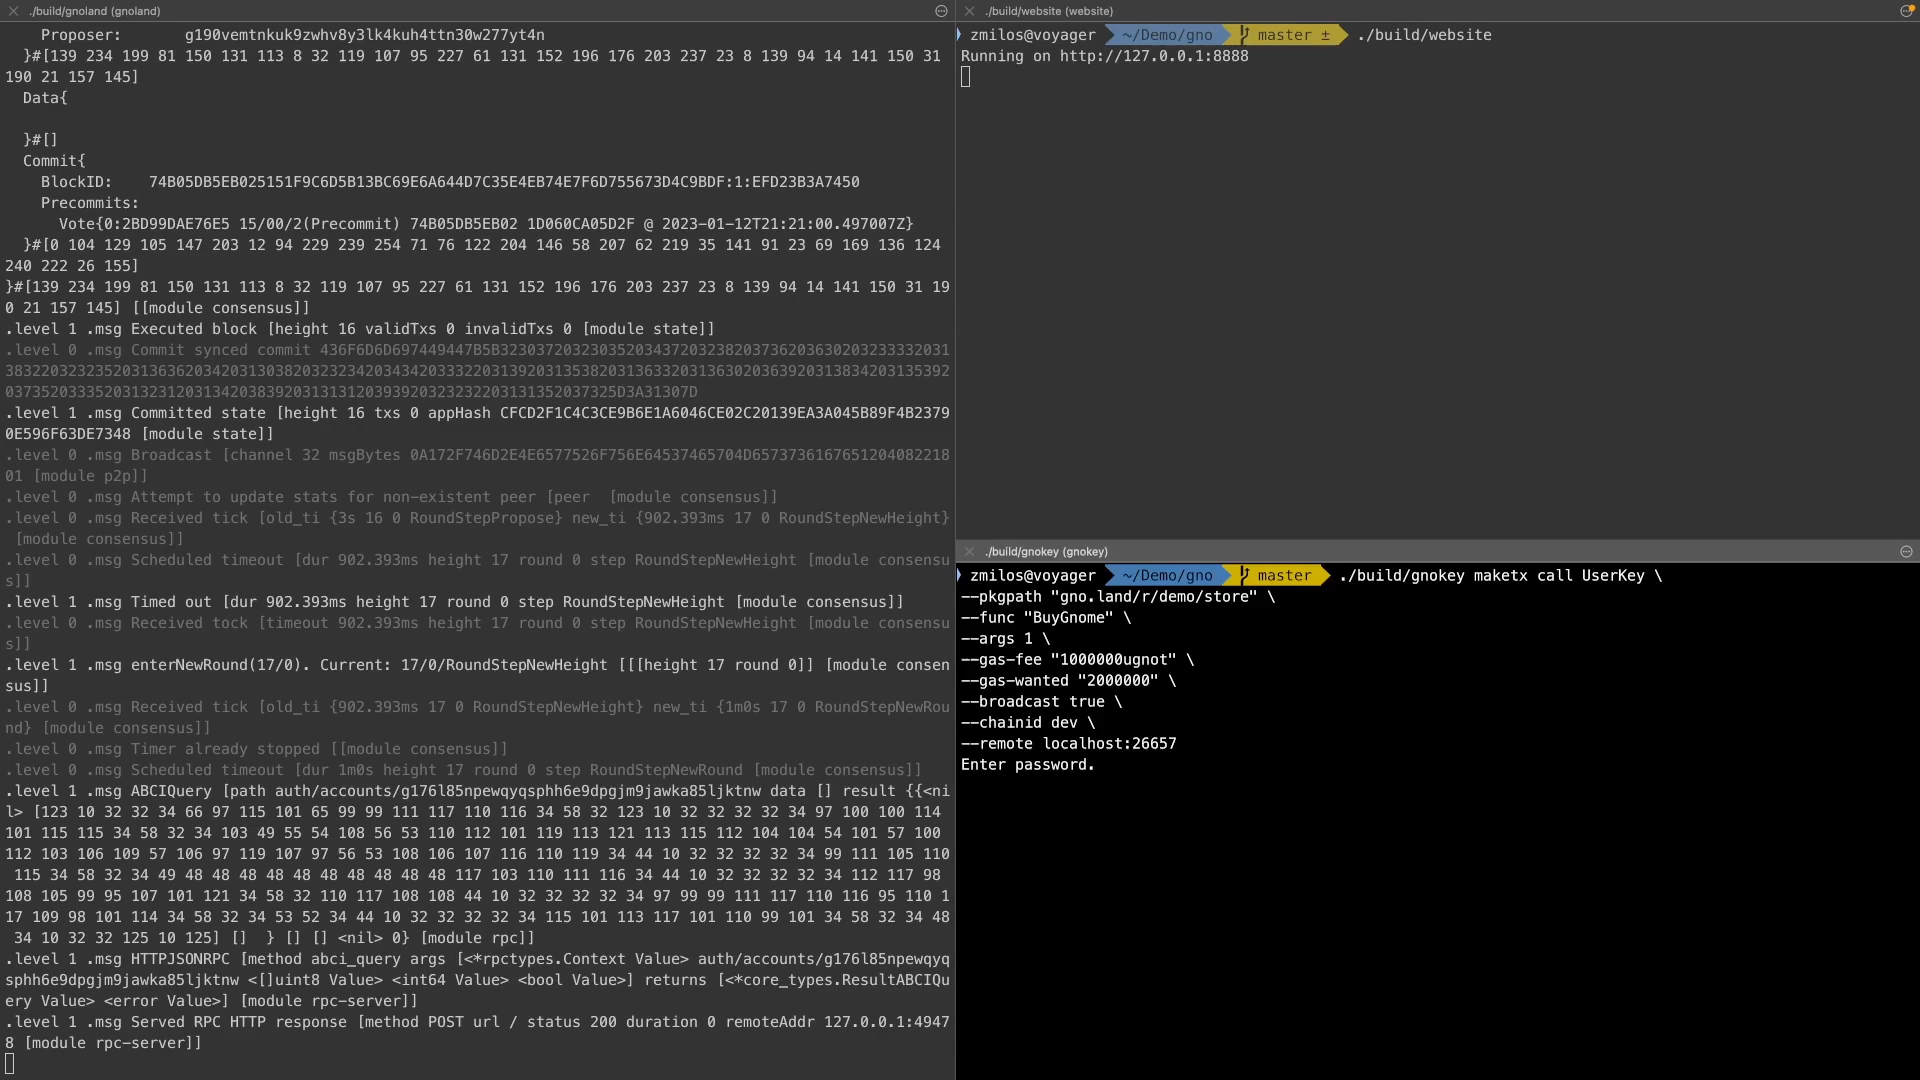 ./build/gnoland (gnoland)
    Proposer:       g190vemtnkuk9zwhv8y3lk4kuh4ttn30w277yt4n
  }#[139 234 199 81 150 131 113 8 32 119 107 95 227 61 131 152 196 176 203 237 23 8 139 94 14 141 150 31
190 21 157 145]
  Data{
  }#[]
  Commit{
    BlockID:    74B05DB5EB025151F9C6D5B13BC69E6A644D7C35E4EB74E7F6D755673D4C9BDF:1:EFD23B3A7450
    Precommits:
      Vote{0:2BD99DAE76E5 15/00/2(Precommit) 74B05DB5EB02 1D060CA05D2F @ 2023-01-12T21:21:00.497007Z}
  }#[0 104 129 105 147 203 12 94 229 239 254 71 76 122 204 146 58 207 62 219 35 141 91 23 69 169 136 124
240 222 26 155]
}#[139 234 199 81 150 131 113 8 32 119 107 95 227 61 131 152 196 176 203 237 23 8 139 94 14 141 150 31 19
0 21 157 145] [[module consensus]]
.level 1 .msg Executed block [height 16 validTxs 0 invalidTxs 0 [module state]]
.level 0 .msg Commit synced commit 436F6D6D697449447B5B3230372032303520343720323820373620363020323333203 1
38322032323520313636203420313038203232342034342033322031392031353820313633203136302036392031383420313539 2
0373520333520313231203134203839203131312039392032323220313135203732 5D3A31307D
.level 1 .msg Committed state [height 16 txs 0 appHash CFCD2F1C4C3CE9B6E1A6046CE02C20139EA3A045B89F4B2379
0E596F63DE7348 [module state]]
.level 0 .msg Broadcast [channel 32 msgBytes 0A172F746D2E4E6577526F756E64537465704D6573736167651204082218
01 [module p2p]]
.level 0 .msg Attempt to update stats for non-existent peer [peer  [module consensus]]
.level 0 .msg Received tick [old_ti {3s 16 0 RoundStepPropose} new_ti {902.393ms 17 0 RoundStepNewHeight}
 [module consensus]]
.level 0 .msg Scheduled timeout [dur 902.393ms height 17 round 0 step RoundStepNewHeight [module consensu
s]]
.level 1 .msg Timed out [dur 902.393ms height 17 round 0 step RoundStepNewHeight [module consensus]]
.level 0 .msg Received tock [timeout 902.393ms height 17 round 0 step RoundStepNewHeight [module consensu
s]]
.level 1 .msg enterNewRound(17/0). Current: 17/0/RoundStepNewHeight [[[height 17 round 0]] [module consen
sus]]
.level 0 .msg Received tick [old_ti {902.393ms 17 0 RoundStepNewHeight} new_ti {1m0s 17 0 RoundStepNewRou
nd} [module consensus]]
.level 0 .msg Timer already stopped [[module consensus]]
.level 0 .msg Scheduled timeout [dur 1m0s height 17 round 0 step RoundStepNewRound [module consensus]]
.level 1 .msg ABCIQuery [path auth/accounts/g176l85npewqyqsphh6e9dpgjm9jawka85ljktnw data [] result {{<ni
l> [123 10 32 32 34 66 97 115 101 65 99 99 111 117 110 116 34 58 32 123 10 32 32 32 32 34 97 100 100 114
101 115 115 34 58 32 34 103 49 55 54 108 56 53 110 112 101 119 113 121 113 115 112 104 104 54 101 57 100
112 103 106 109 57 106 97 119 107 97 56 53 108 106 107 116 110 119 34 44 10 32 32 32 32 34 99 111 105 110
 115 34 58 32 34 49 48 48 48 48 48 48 48 48 48 48 117 103 110 111 116 34 44 10 32 32 32 32 34 112 117 98
108 105 99 95 107 101 121 34 58 32 110 117 108 108 44 10 32 32 32 32 34 97 99 99 111 117 110 116 95 110 1
17 109 98 101 114 34 58 32 34 53 52 34 44 10 32 32 32 32 34 115 101 113 117 101 110 99 101 34 58 32 34 48
 34 10 32 32 125 10 125] []  } [] [] <nil> 0} [module rpc]]
.level 1 .msg HTTPJSONRPC [method abci_query args [<*rpctypes.Context Value> auth/accounts/g176l85npewqyq
sphh6e9dpgjm9jawka85ljktnw <[]uint8 Value> <int64 Value> <bool Value>] returns [<*core_types.ResultABCIQu
ery Value> <error Value>] [module rpc-server]]
.level 1 .msg Served RPC HTTP response [method POST url / status 200 duration 0 remoteAddr 127.0.0.1:4947
8 [module rpc-server]]
./build/website (website)
zmilos@voyager ~/Demo/gno master ± ./build/website
Running on http://127.0.0.1:8888
./build/gnokey (gnokey)
zmilos@voyager ~/Demo/gno master ./build/gnokey maketx call UserKey \
--pkgpath "gno.land/r/demo/store" \
--func "BuyGnome" \
--args 1 \
--gas-fee "1000000ugnot" \
--gas-wanted "2000000" \
--broadcast true \
--chainid dev \
--remote localhost:26657
Enter password.